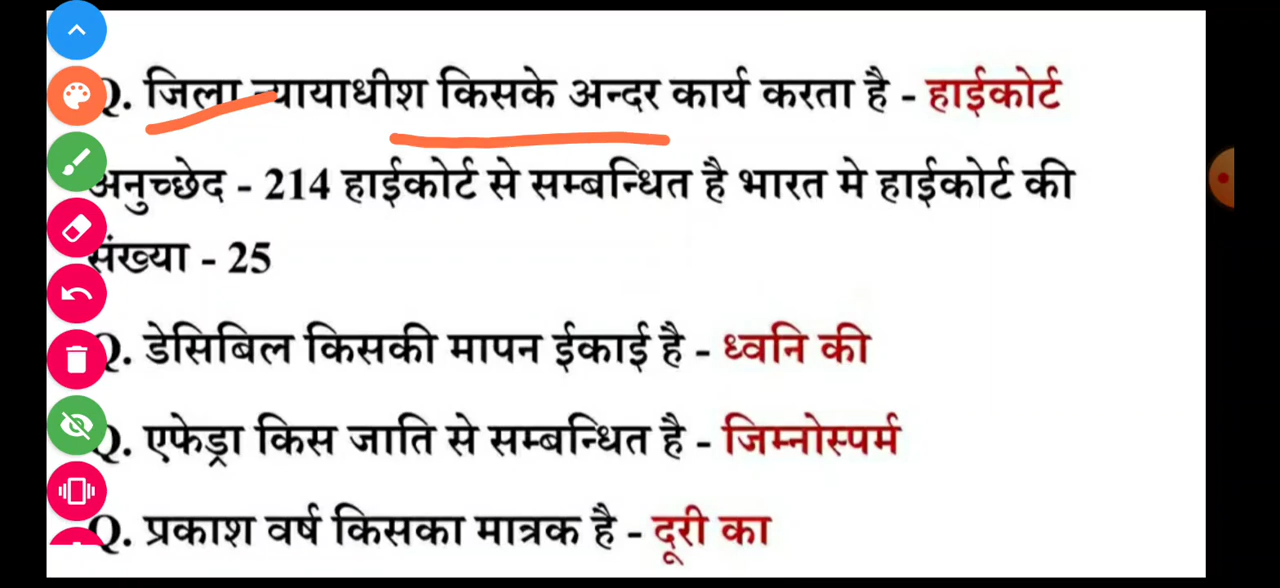 Q. जिला न्यायाधीश किसके अन्दर कार्य करता है - हाईकोर्ट
अनुच्छेद - 214 हाईकोर्ट से सम्बन्धित है भारत मे हाईकोर्ट की
संख्या - 25
Q. डेसिबिल किसकी मापन ईकाई है - ध्वनि की
Q. एफेड्रा किस जाति से सम्बन्धित है - जिम्नोस्पर्म
Q. प्रकाश वर्ष किसका मात्रक है - दूरी का